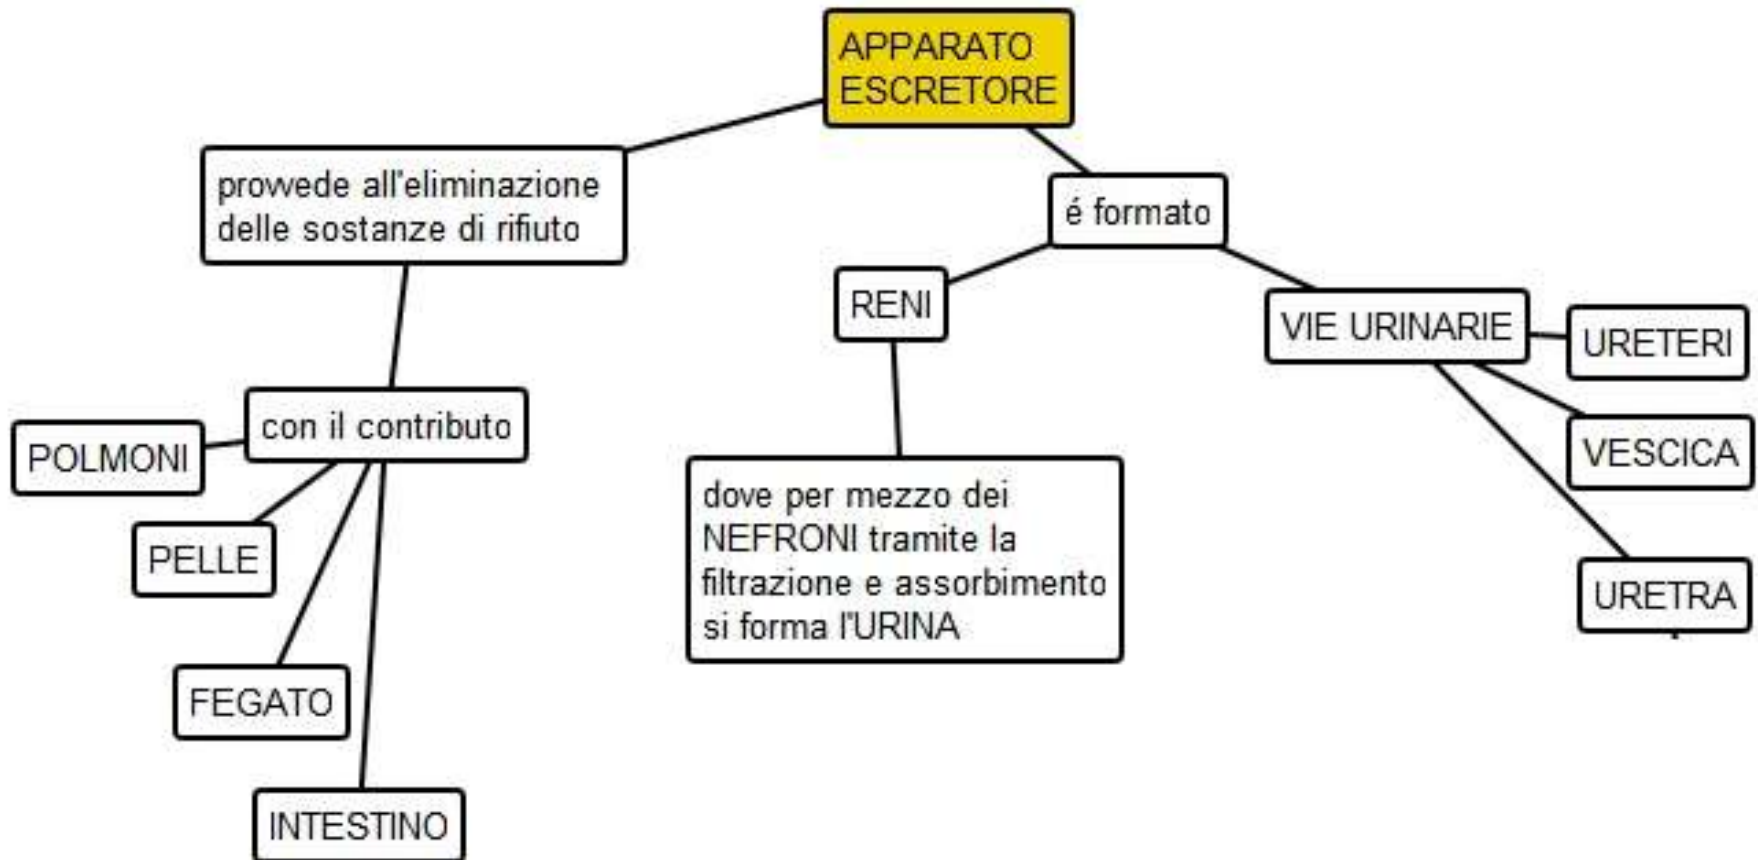 APPARATO
ESCRETORE
provvede all'eliminazione
delle sostanze di rifiuto
é formato
RENI
VIE URINARIE
URETERI
VESCICA
URETRA
con il contributo
POLMONI
PELLE
FEGATO
INTESTINO
dove per mezzo dei
NEFRONI tramite la
filtrazione e assorbimento
si forma l'URINA